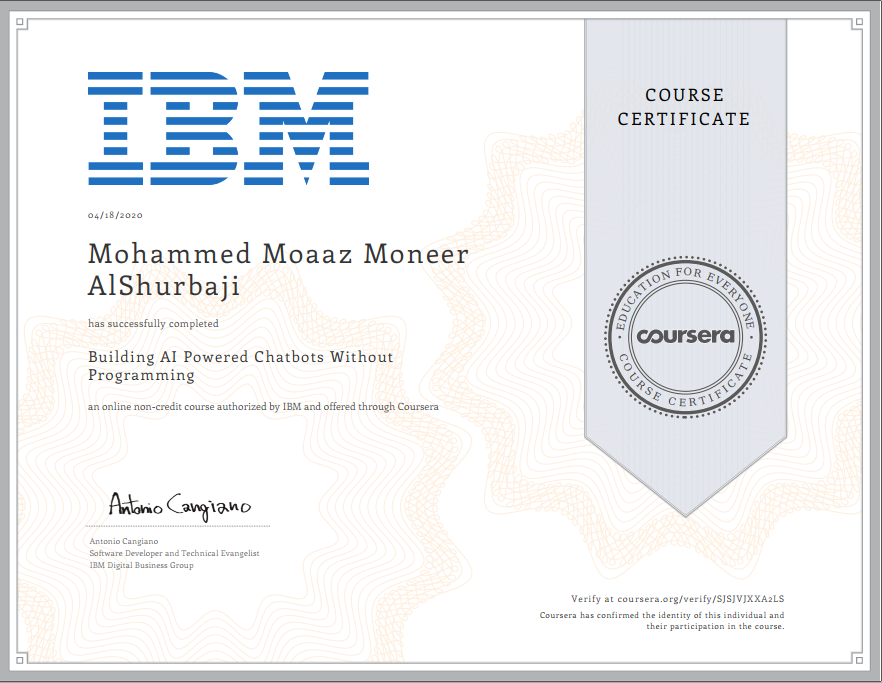 IBM
04/18/2020
Mohammed Moaaz Moneer
AlShurbaji
has successfully completed
Building AI Powered Chatbots Without
Programming
an online non-credit course authorized by IBM and offered through Coursera
Antonio Cangiano
Antonio Cangiano
Software Developer and Technical Evangelist
IBM Digital Business Group
COURSE
CERTIFICATE
EDUCATION FOR EVERYONE
coursera
COURSE CERTIFICATE
Verify at coursera.org/verify/SJSJVJXXA2LS
Coursera has confirmed the identity of this individual and
their participation in the course.